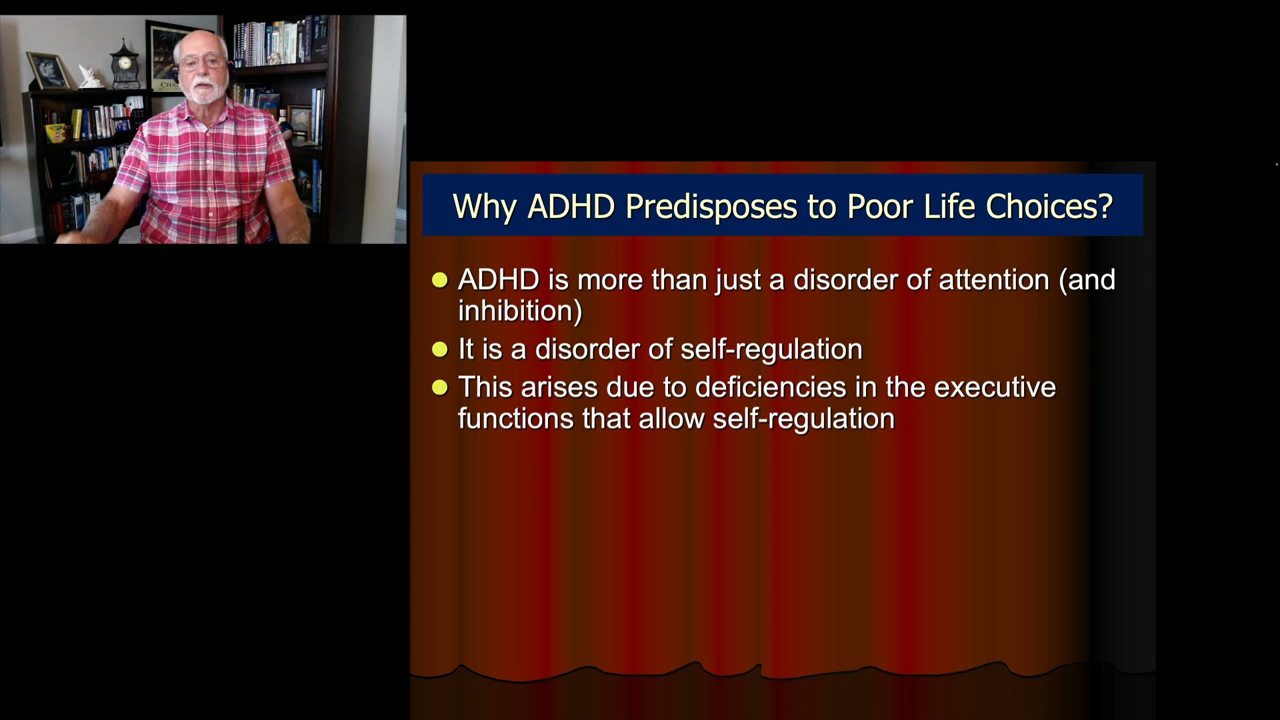 Why ADHD Predisposes to Poor Life Choices?
ADHD is more than just a disorder of attention (and
inhibition)
It is a disorder of self-regulation
This arises due to deficiencies in the executive
functions that allow self-regulation